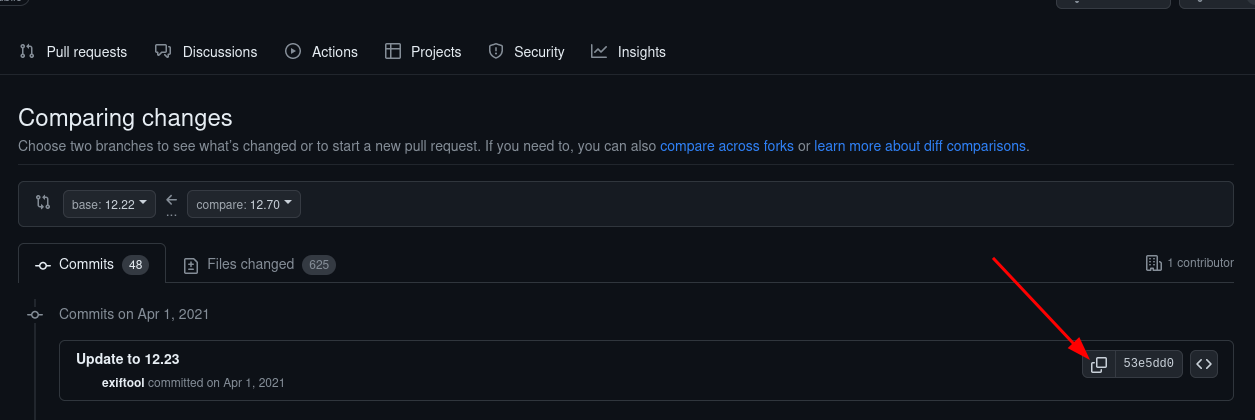 Pull requests Discussions Actions Projects Security Insights
Comparing changes
Choose two branches to see what's changed or to start a new pull request. If you need to, you can also compare across forks or learn more about diff comparisons.
base: 12.22 ... compare: 12.70
Commits 48 Files changed 625 1 contributor
Commits on Apr 1, 2021
Update to 12.23
53e5dd0
exiftool committed on Apr 1, 2021